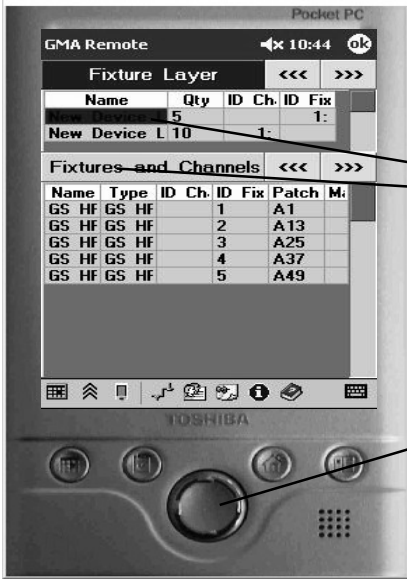 Pocket PC
GMA Remote 10:44 ok
Fixture Layer <<< >>>
Name Qty ID Ch. ID Fix
New Device L 5 1:
New Device L 10 1:
Fixtures and Channels <<< >>>
Name Type ID Ch. ID Fix Patch Ma
GS HF GS HF 1 A1
GS HF GS HF 2 A13
GS HF GS HF 3 A25
GS HF GS HF 4 A37
GS HF GS HF 5 A49
TOSHIBA